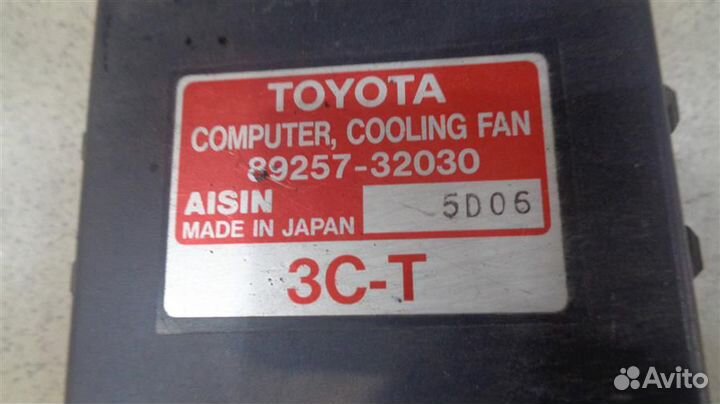 TOYOTA
COMPUTER, COOLING FAN
89257-32030
AISIN 5D06
MADE IN JAPAN
3C-T
Avito